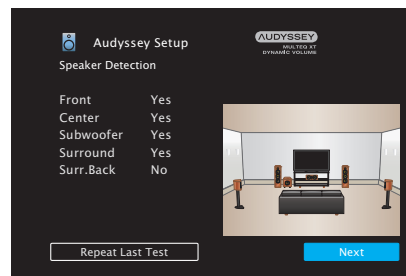 Audyssey Setup
AUDYSSEY
MULTEQ XT
DYNAMIC VOLUME
Speaker Detection
Front Yes
Center Yes
Subwoofer Yes
Surround Yes
Surr.Back No
Repeat Last Test
Next